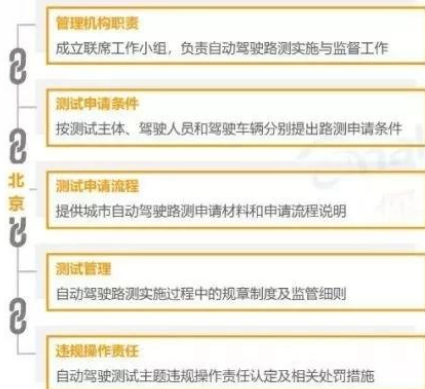 管理机构职责
成立联席工作小组，负责自动驾驶路测实施与监督工作
测试申请条件
按测试主体、驾驶人员和驾驶车辆分别提出路测申请条件
北京
测试申请流程
提供城市自动驾驶路测申请材料和申请流程说明
测试管理
自动驾驶路测实施过程中的规章制度及监管细则
违规操作责任
自动驾驶测试主题违规操作责任认定及相关处罚措施